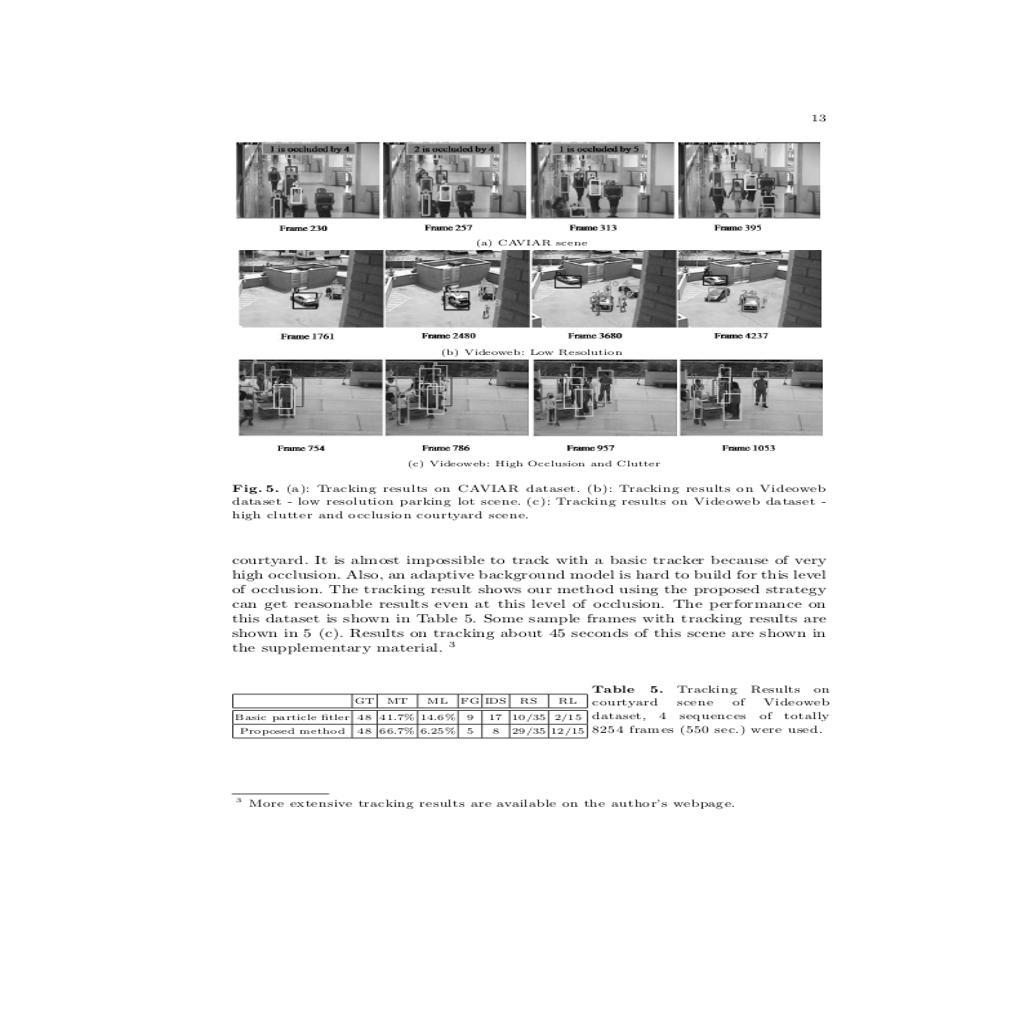 13
1 is occluded by 4
2 is occluded by 4
1 is occluded by 5
Frame 230
Frame 257
Frame 313
Frame 395
(a) CAVIAR scene
Frame 1761
Frame 2480
Frame 3680
Frame 4237
(b) Videoweb: Low Resolution
Frame 754
Frame 786
Frame 957
Frame 1053
(c) Videoweb: High Occlusion and Clutter
Fig. 5. (a): Tracking results on CAVIAR dataset. (b): Tracking results on Videoweb
dataset - low resolution parking lot scene. (c): Tracking results on Videoweb dataset -
high clutter and occlusion courtyard scene.
courtyard. It is almost impossible to track with a basic tracker because of very
high occlusion. Also, an adaptive background model is hard to build for this level
of occlusion. The tracking result shows our method using the proposed strategy
can get reasonable results even at this level of occlusion. The performance on
this dataset is shown in Table 5. Some sample frames with tracking results are
shown in 5 (c). Results on tracking about 45 seconds of this scene are shown in
the supplementary material. 3
GT MT ML FG IDS RS RL
Basic particle fitler 48 41.7% 14.6% 9 17 10/35 2/15
Proposed method 48 66.7% 6.25% 5 8 29/35 12/15
Table 5. Tracking Results on
courtyard scene of Videoweb
dataset, 4 sequences of totally
8254 frames (550 sec.) were used.
3 More extensive tracking results are available on the author's webpage.